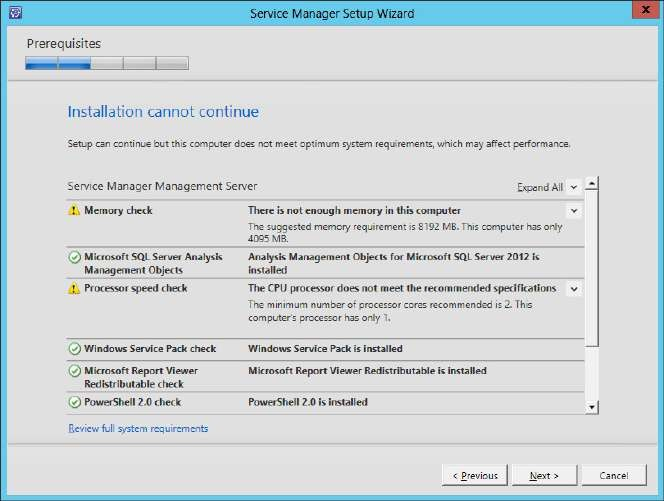 Service Manager Setup Wizard
x
Prerequisites
Installation cannot continue
Setup can continue but this computer does not meet optimum system requirements, which may affect performance.
Service Manager Management Server
Expand All
Memory check
There is not enough memory in this computer
The suggested memory requirement is 8192 MB. This computer has only
4095 MB.
Microsoft SQL Server Analysis
Management Objects
Analysis Management Objects for Microsoft SQL Server 2012 is
installed
Processor speed check
The CPU processor does not meet the recommended specifications
The minimum number of processor cores recommended is 2. This
computer's processor has only 1.
Windows Service Pack check
Windows Service Pack is installed
Microsoft Report Viewer
Redistributable check
Microsoft Report Viewer Redistributable is installed
PowerShell 2.0 check
PowerShell 2.0 is installed
Review full system requirements
< Previous
Next >
Cancel